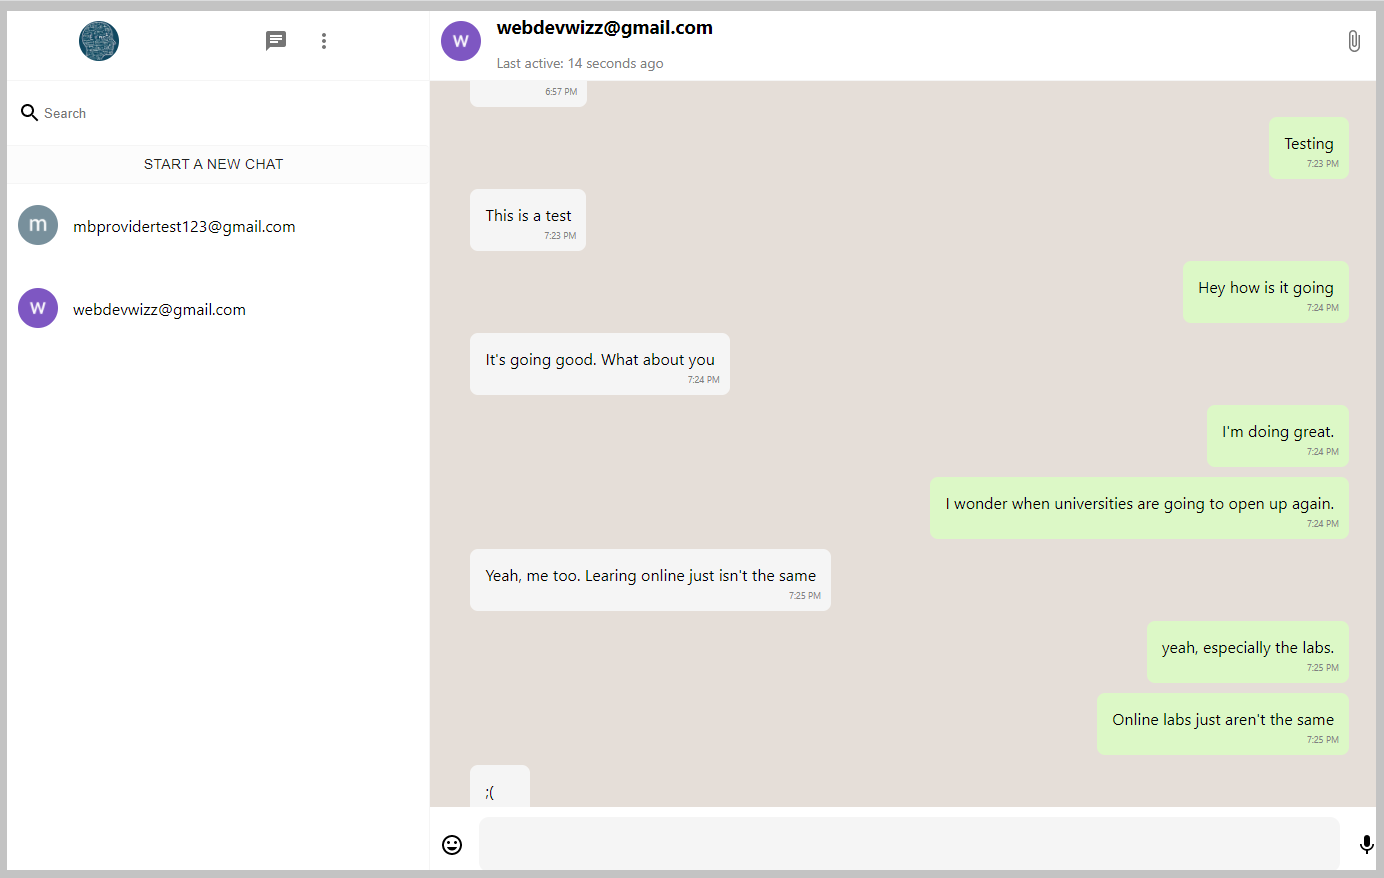 webdevwizz@gmail.com
Last active: 14 seconds ago
Search
START A NEW CHAT
m
mbprovidertest123@gmail.com
w
webdevwizz@gmail.com
w
6:57 PM
Testing
7:23 PM
This is a test
7:23 PM
Hey how is it going
7:24 PM
It's going good. What about you
7:24 PM
I'm doing great.
7:24 PM
I wonder when universities are going to open up again.
7:24 PM
Yeah, me too. Learing online just isn't the same
7:25 PM
yeah, especially the labs.
7:25 PM
Online labs just aren't the same
7:25 PM
;(